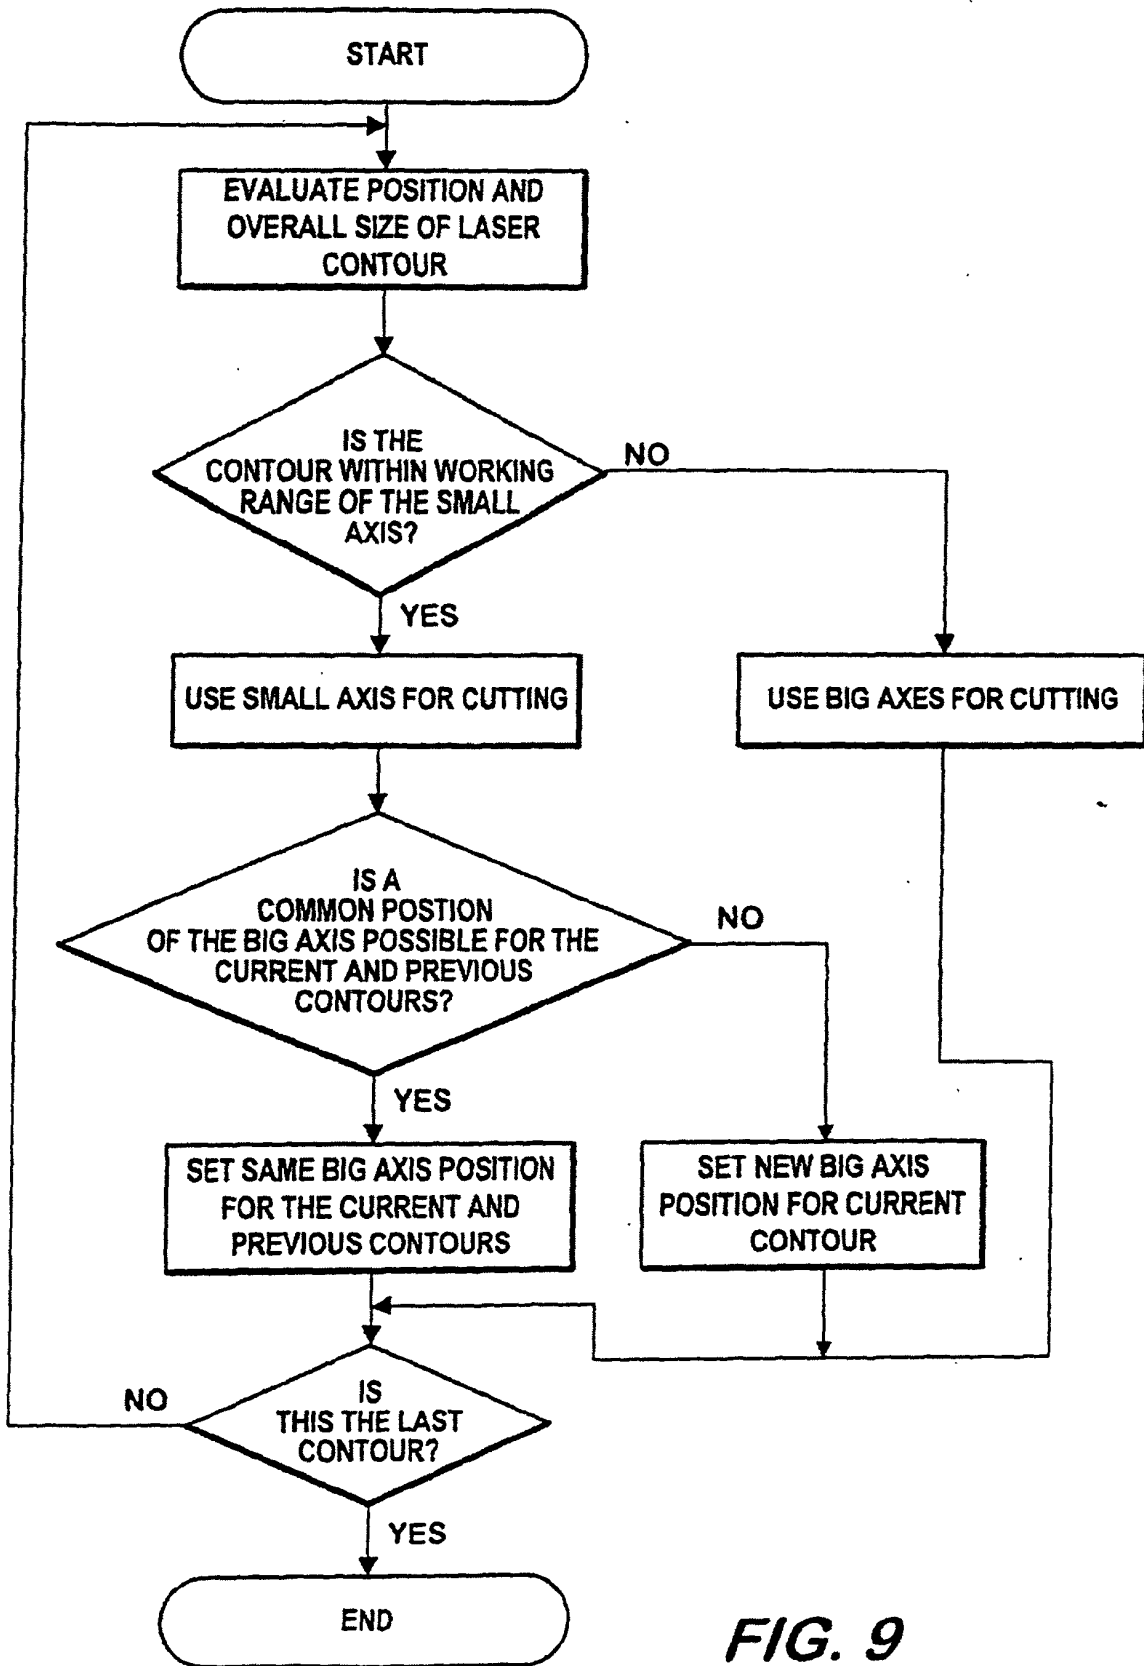 START
EVALUATE POSITION AND
OVERALL SIZE OF LASER
CONTOUR
IS THE
CONTOUR WITHIN WORKING
RANGE OF THE SMALL
AXIS?
NO
YES
USE SMALL AXIS FOR CUTTING
USE BIG AXES FOR CUTTING
IS A
COMMON POSTION
OF THE BIG AXIS POSSIBLE FOR THE
CURRENT AND PREVIOUS
CONTOURS?
NO
YES
SET SAME BIG AXIS POSITION
FOR THE CURRENT AND
PREVIOUS CONTOURS
SET NEW BIG AXIS
POSITION FOR CURRENT
CONTOUR
IS
THIS THE LAST
CONTOUR?
NO
YES
END
FIG. 9